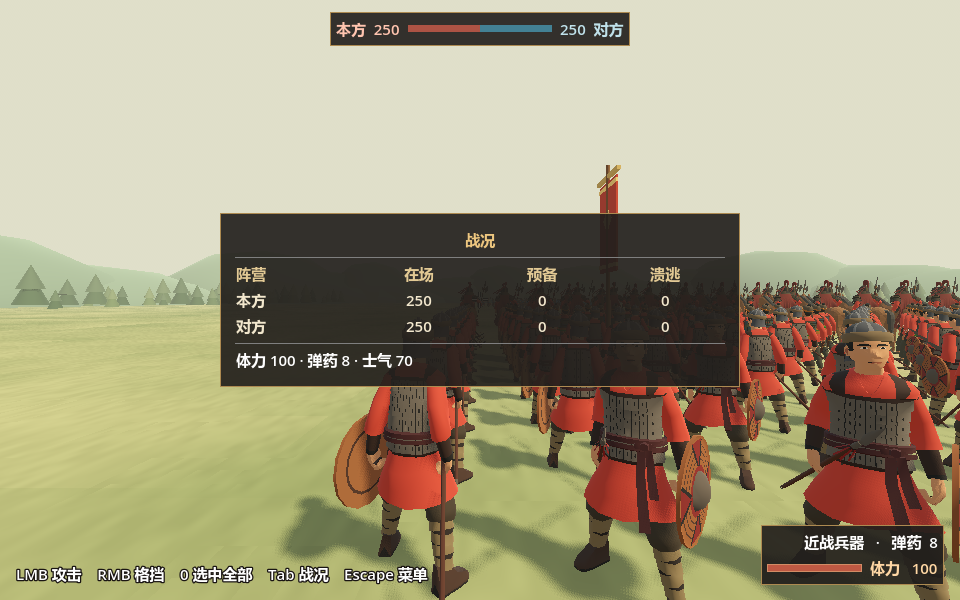 本方 250 250 对方
战况
阵营 在场 预备 溃逃
本方 250 0 0
对方 250 0 0
体力 100 · 弹药 8 · 士气 70
近战兵器 · 弹药 8
体力 100
LMB 攻击 RMB 格挡 0 选中全部 Tab 战况 Escape 菜单